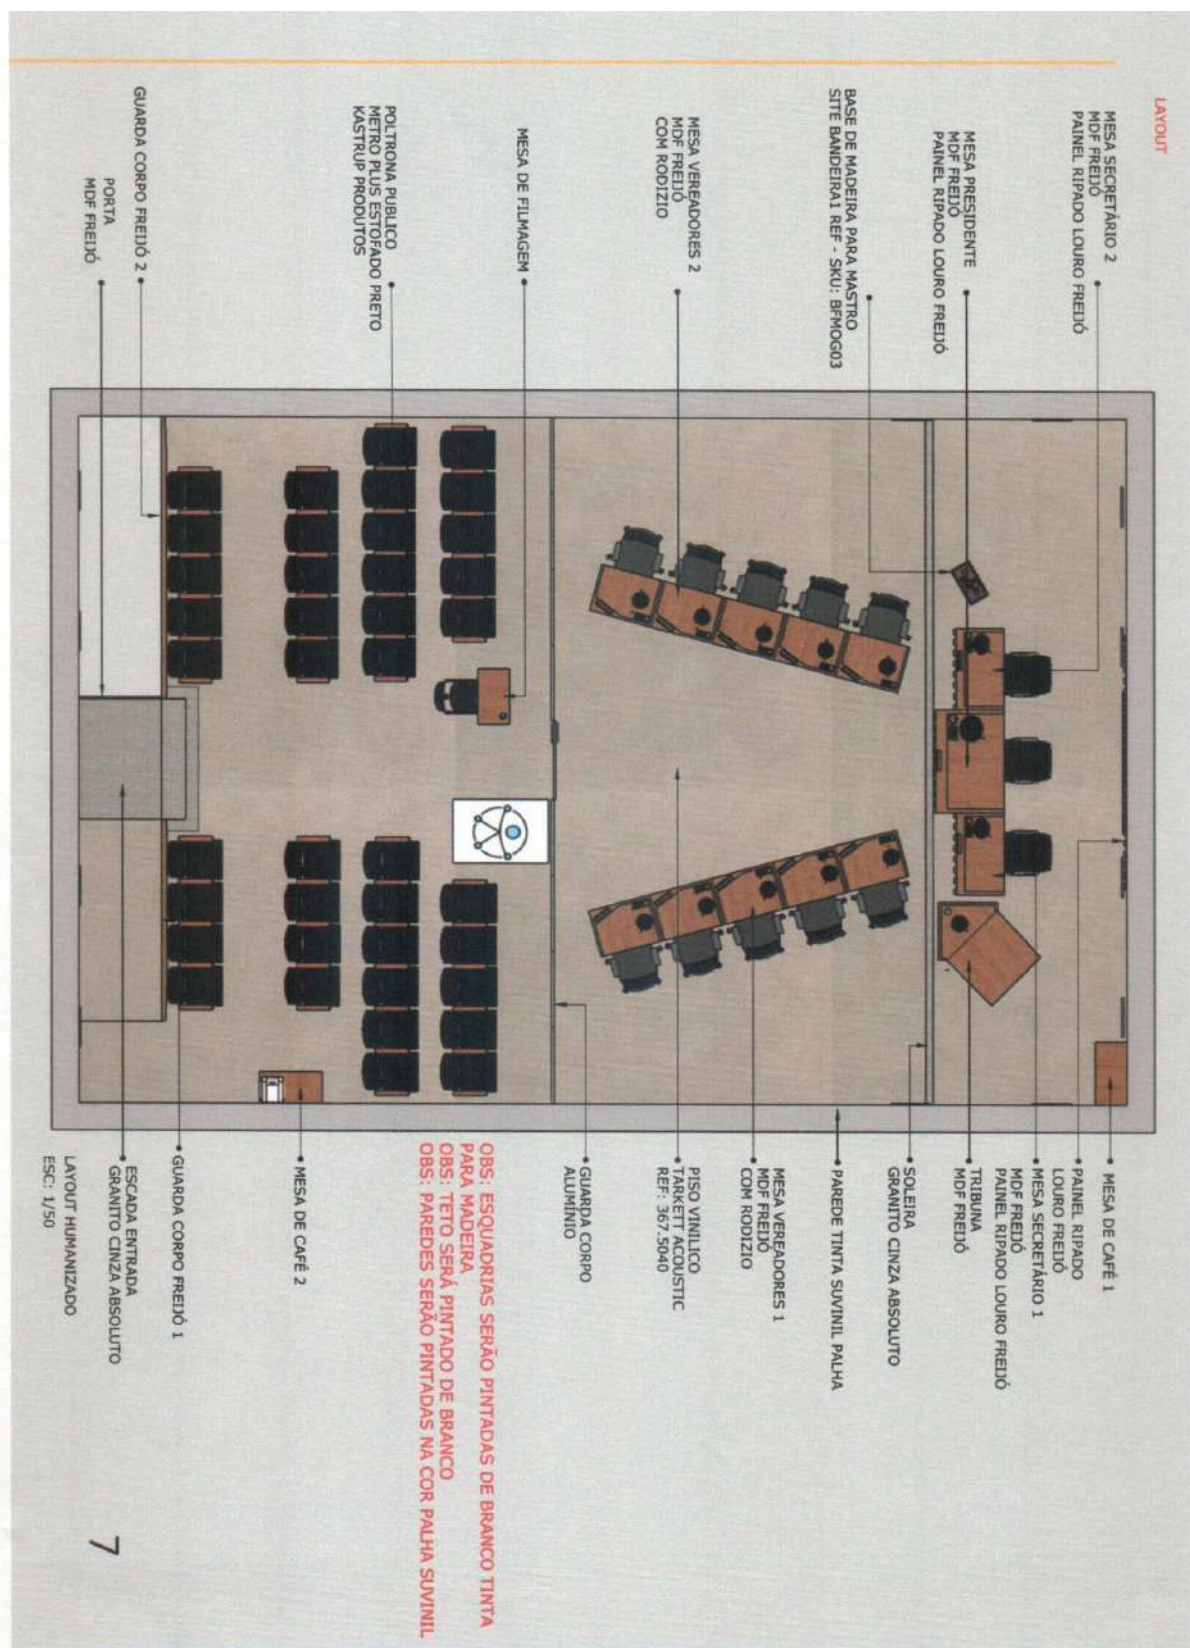 LAYOUT
MESA SECRETÁRIO 2
MDF FREIJÓ
PAINEL RIPADO LOURO FREIJÓ
MESA PRESIDENTE
MDF FREIJÓ
PAINEL RIPADO LOURO FREIJÓ
BASE DE MADEIRA PARA MASTRO
SITE BANDEIRA1 REF - SKU: BFMOG03
MESA VEREADORES 2
MDF FREIJÓ
COM RODIZIO
MESA DE FILMAGEM
POLTRONA PUBLICO
METRO PLUS ESTOFADO PRETO
KASTRUP PRODUTOS
GUARDA CORPO FREIJÓ 2
PORTA
MDF FREIJÓ
MESA DE CAFÉ 1
PAINEL RIPADO
LOURO FREIJÓ
MESA SECRETÁRIO 1
MDF FREIJÓ
PAINEL RIPADO LOURO FREIJÓ
TRIBUNA
MDF FREIJÓ
SOLEIRA
GRANITO CINZA ABSOLUTO
PAREDE TINTA SUVINIL PALHA
MESA VEREADORES 1
MDF FREIJÓ
COM RODIZIO
PISO VINILICO
TARKETT ACOUSTIC
REF: 367.5040
GUARDA CORPO
ALUMINIO
OBS: ESQUADRIAS SERÃO PINTADAS DE BRANCO TINTA
PARA MADEIRA
OBS: TETO SERÁ PINTADO DE BRANCO
OBS: PAREDES SERÃO PINTADAS NA COR PALHA SUVINIL
MESA DE CAFÉ 2
GUARDA CORPO FREIJÓ 1
ESCADA ENTRADA
GRANITO CINZA ABSOLUTO
LAYOUT HUMANIZADO
ESC: 1/50
7